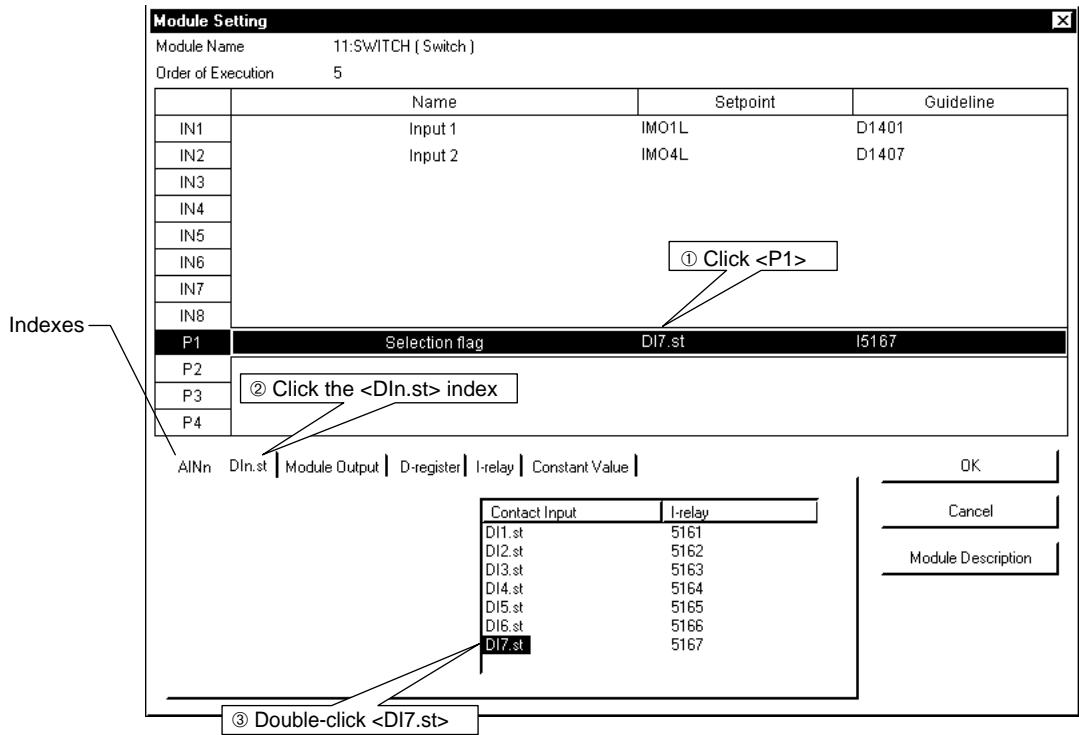 Module Setting
Module Name 11:SWITCH ( Switch )
Order of Execution 5
Name Setpoint Guideline
IN1 Input 1 IMO1L D1401
IN2 Input 2 IMO4L D1407
IN3
IN4
IN5
① Click <P1>
IN6
IN7
IN8
Indexes
P1 Selection flag DI7.st I5167
P2
② Click the <DIn.st> index
P3
P4
AINn DIn.st Module Output D-register I-relay Constant Value
OK
Cancel
Module Description
Contact Input I-relay
DI1.st 5161
DI2.st 5162
DI3.st 5163
DI4.st 5164
DI5.st 5165
DI6.st 5166
DI7.st 5167
③ Double-click <DI7.st>